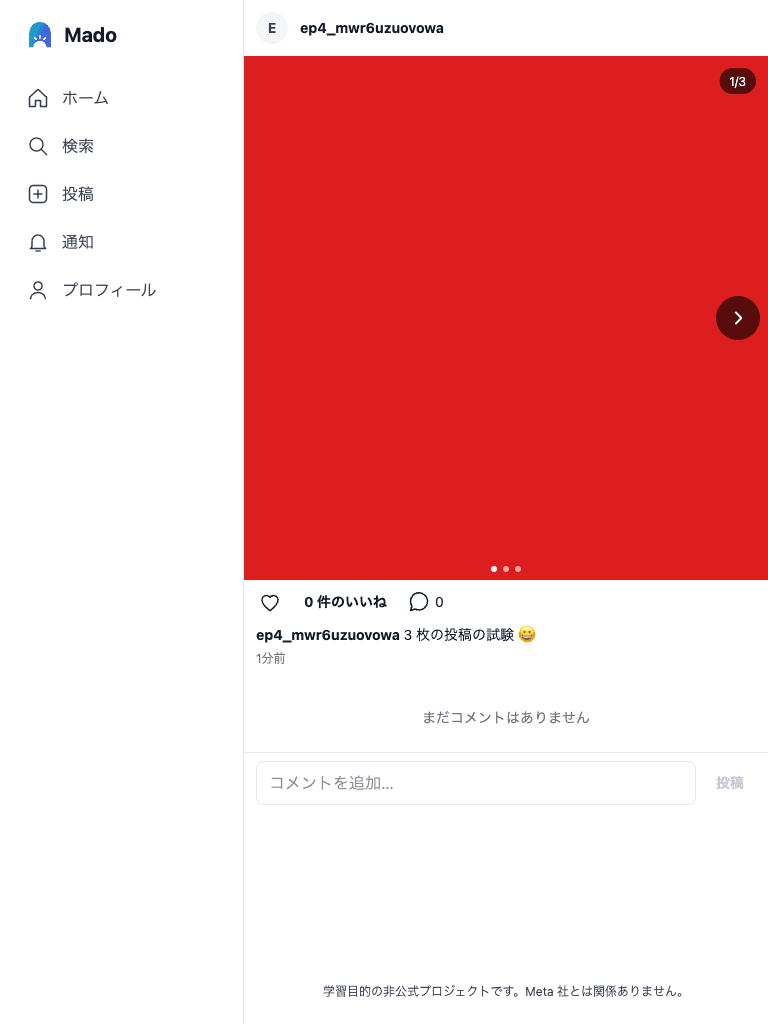 Mado
ホーム
検索
投稿
通知
プロフィール
E ep4_mwr6uzuovowa
1/3
0 件のいいね 0
ep4_mwr6uzuovowa 3 枚の投稿の試験 😀
1分前
まだコメントはありません
コメントを追加... 投稿
学習目的の非公式プロジェクトです。Meta 社とは関係ありません。